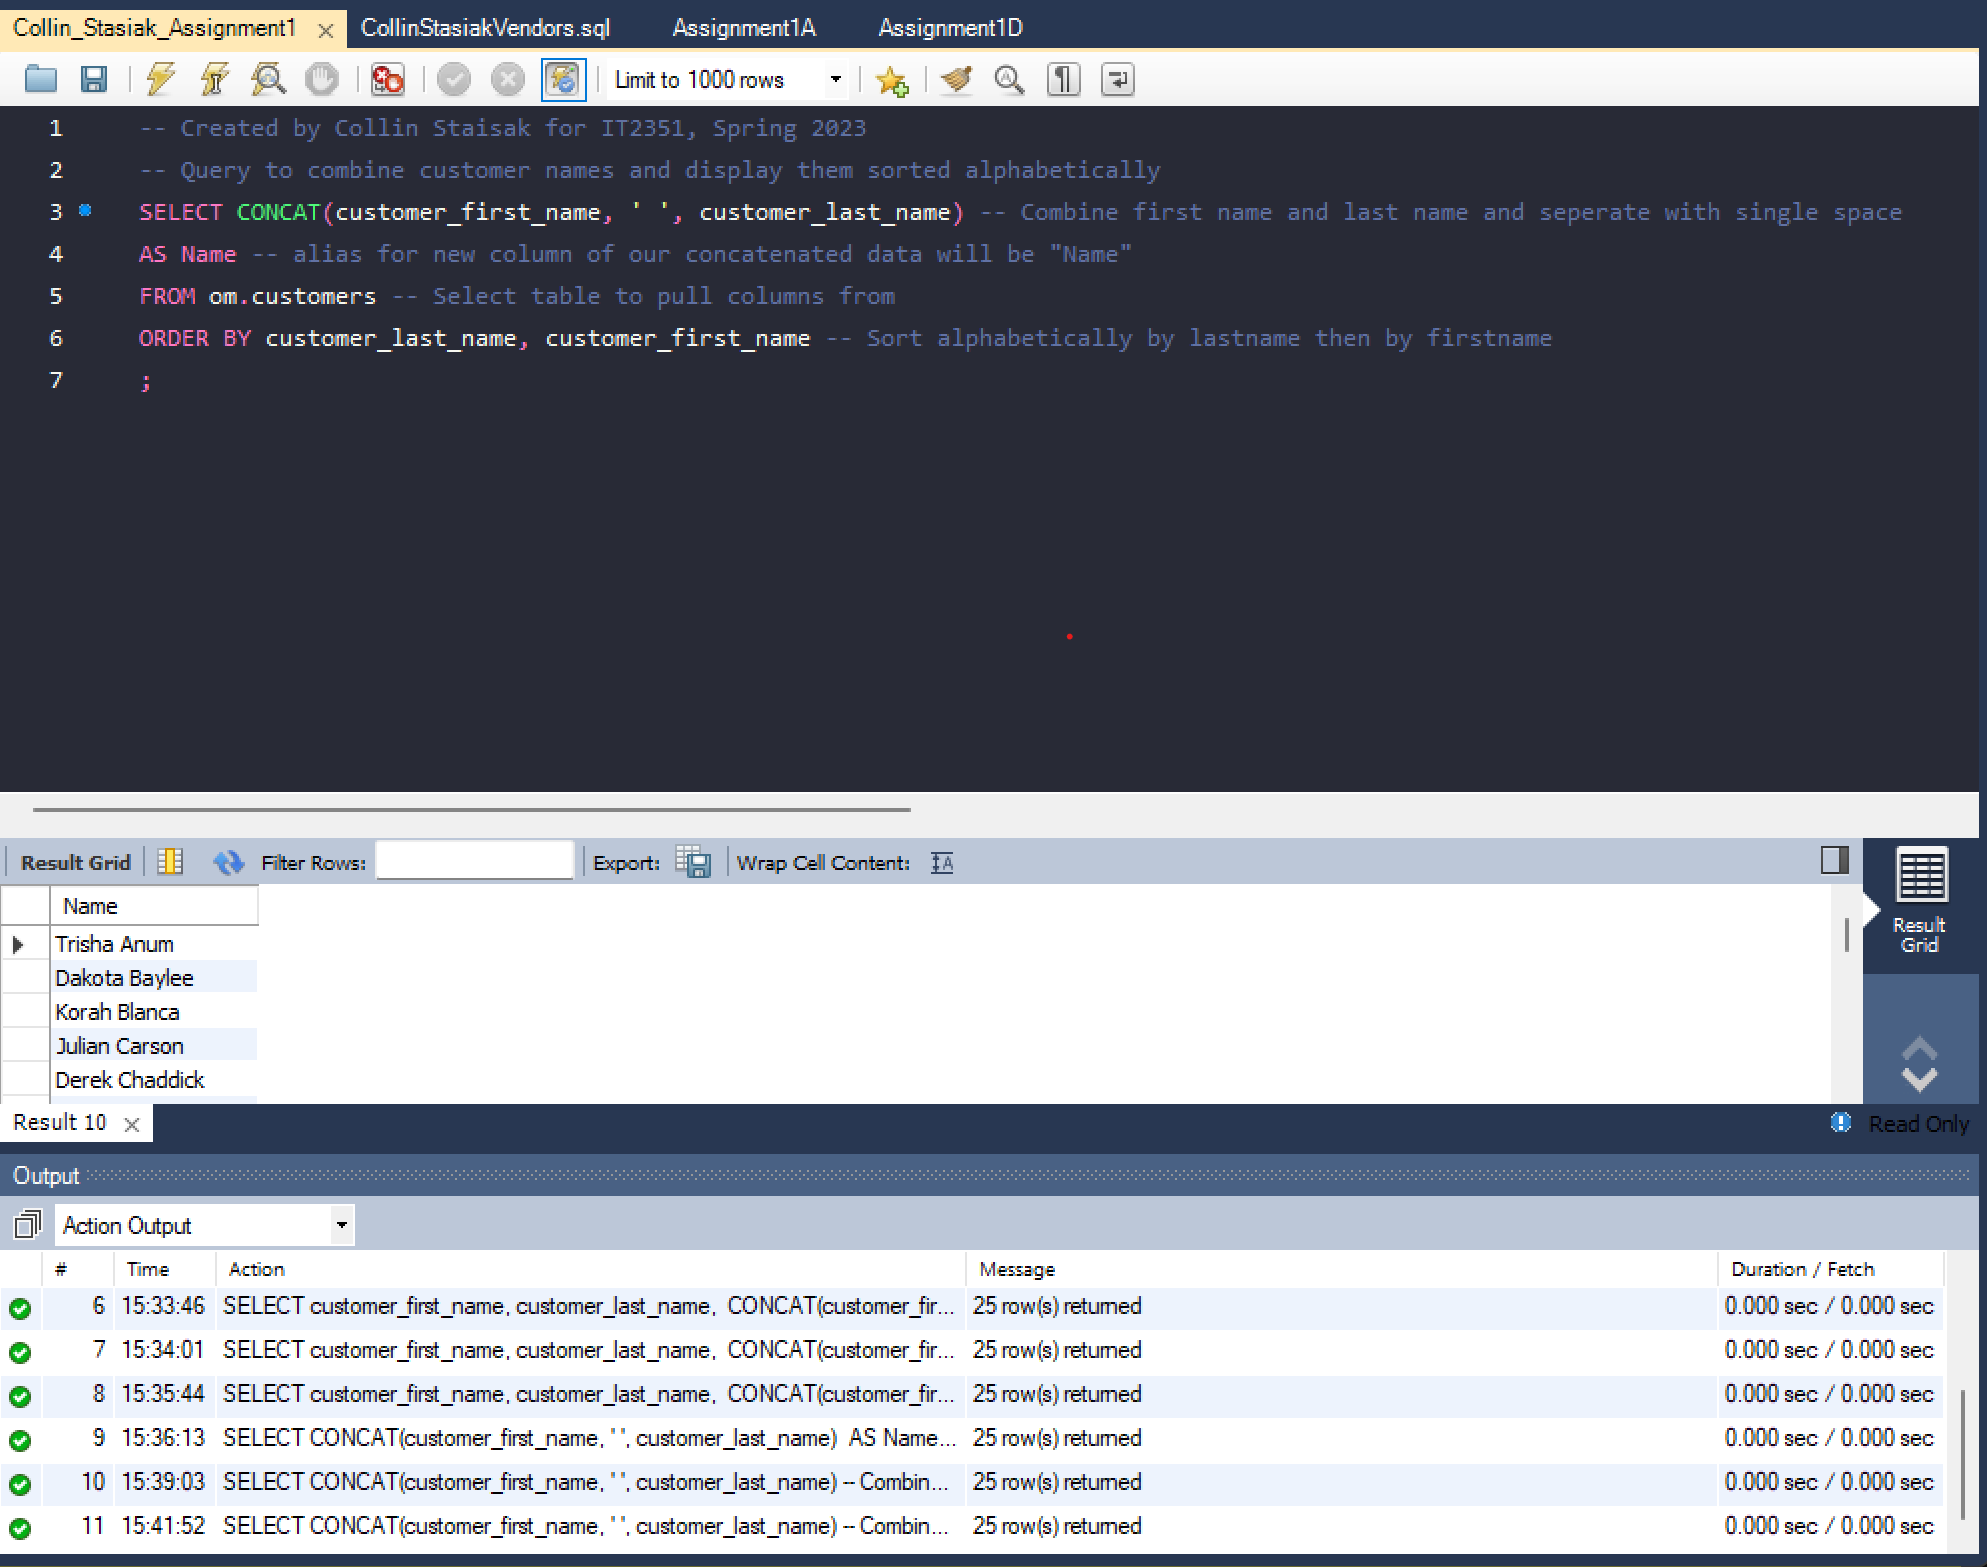 Collin_Stasiak_Assignment1 CollinStasiakVendors.sql Assignment1A Assignment1D
Limit to 1000 rows
1 -- Created by Collin Staisak for IT2351, Spring 2023
2 -- Query to combine customer names and display them sorted alphabetically
3 SELECT CONCAT(customer_first_name, ' ', customer_last_name) -- Combine first name and last name and seperate with single space
4 AS Name -- alias for new column of our concatenated data will be "Name"
5 FROM om.customers -- Select table to pull columns from
6 ORDER BY customer_last_name, customer_first_name -- Sort alphabetically by lastname then by firstname
7 ;
Result Grid Filter Rows: Export: Wrap Cell Content:
Result
Grid
Name
Trisha Anum
Dakota Baylee
Korah Blanca
Julian Carson
Derek Chaddick
Result 10 Read Only
Output
Action Output
# Time Action Message Duration / Fetch
6 15:33:46 SELECT customer_first_name, customer_last_name, CONCAT(customer_fir... 25 row(s) returned 0.000 sec / 0.000 sec
7 15:34:01 SELECT customer_first_name, customer_last_name, CONCAT(customer_fir... 25 row(s) returned 0.000 sec / 0.000 sec
8 15:35:44 SELECT customer_first_name, customer_last_name, CONCAT(customer_fir... 25 row(s) returned 0.000 sec / 0.000 sec
9 15:36:13 SELECT CONCAT(customer_first_name, ' ', customer_last_name) AS Name... 25 row(s) returned 0.000 sec / 0.000 sec
10 15:39:03 SELECT CONCAT(customer_first_name, ' ', customer_last_name) -- Combin... 25 row(s) returned 0.000 sec / 0.000 sec
11 15:41:52 SELECT CONCAT(customer_first_name, ' ', customer_last_name) -- Combin... 25 row(s) returned 0.000 sec / 0.000 sec